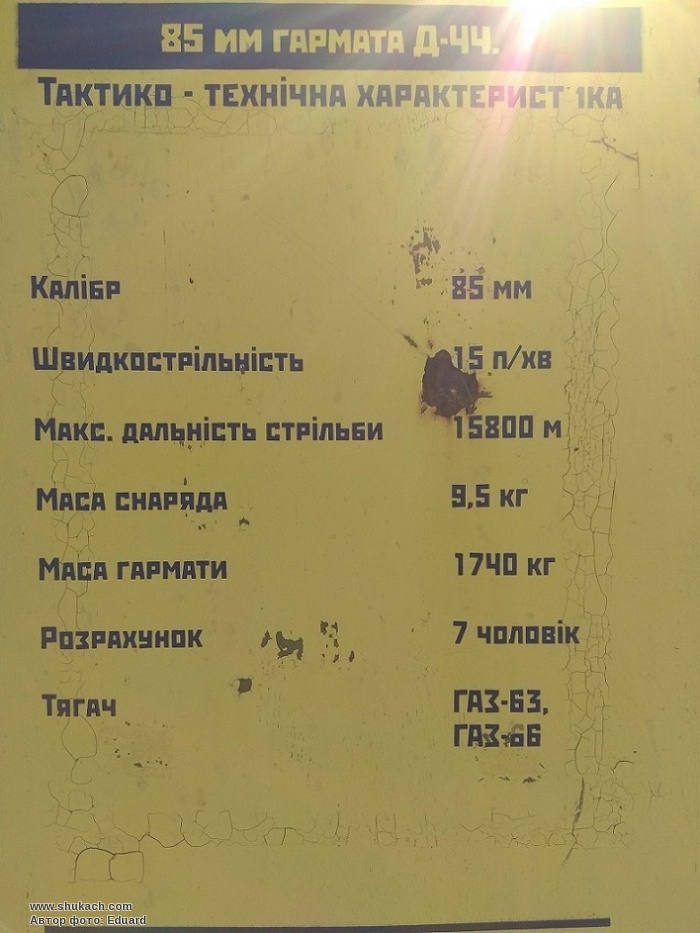 85 мм гармата Д-44.
Тактико - технічна характерист іка
Калібр 85 мм
Швидкострільність 15 п/хв
Макс. дальність стрільби 15800 м
Маса снаряда 9,5 кг
Маса гармати 1740 кг
Розрахунок 7 чоловік
Тягач ГАЗ-63,
ГАЗ-66
www.shukach.com
Автор фото: Eduard